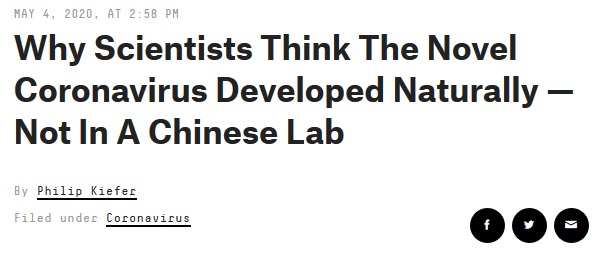 MAY 4, 2020, AT 2:58 PM
Why Scientists Think The Novel
Coronavirus Developed Naturally —
Not In A Chinese Lab
By Philip Kiefer
Filed under Coronavirus
f